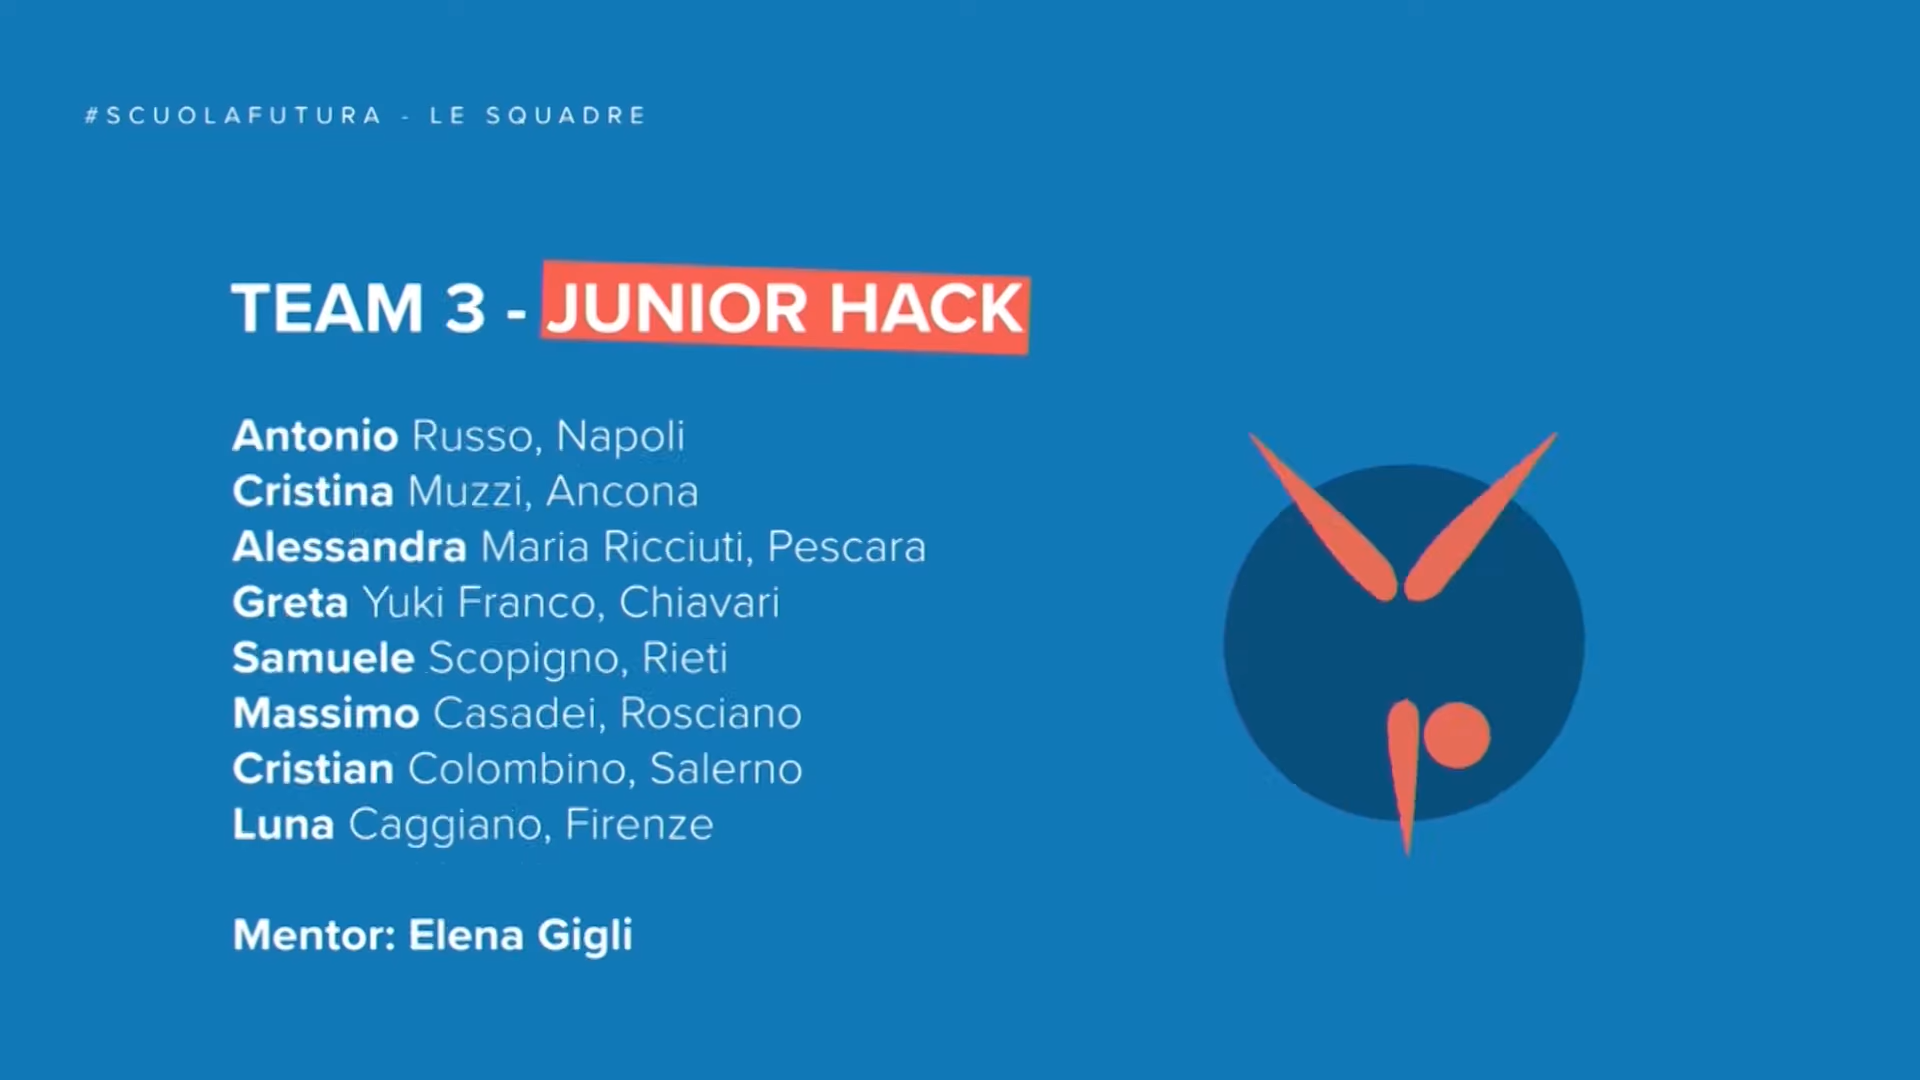 #SCUOLAFUTURA - LE SQUADRE
TEAM 3 - JUNIOR HACK
Antonio Russo, Napoli
Cristina Muzzi, Ancona
Alessandra Maria Ricciuti, Pescara
Greta Yuki Franco, Chiavari
Samuele Scopigno, Rieti
Massimo Casadei, Rosciano
Cristian Colombino, Salerno
Luna Caggiano, Firenze
Mentor: Elena Gigli